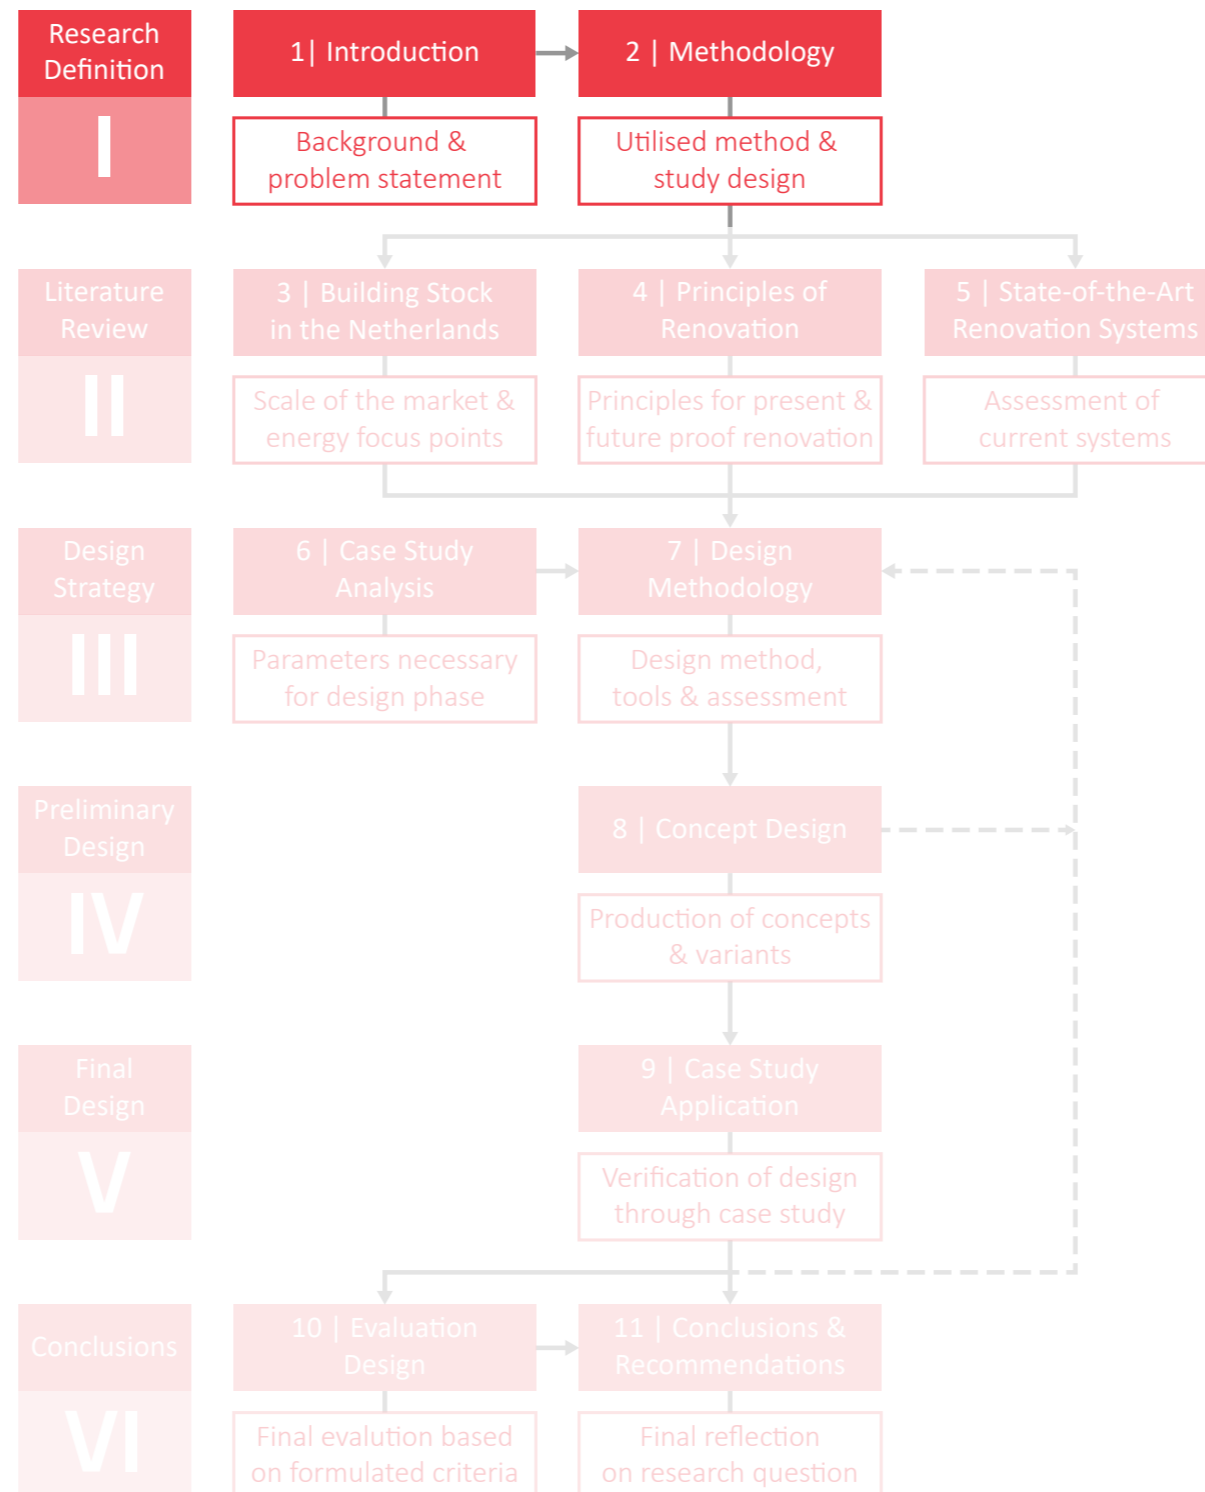 Research
Definition
I
1| Introduction
2 | Methodology
Background &
problem statement
Utilised method &
study design
Literature
Review
II
3 | Building Stock
in the Netherlands
4 | Principles of
Renovation
5 | State-of-the-Art
Renovation Systems
Scale of the market &
energy focus points
Principles for present &
future proof renovation
Assessment of
current systems
Design
Strategy
III
6 | Case Study
Analysis
7 | Design
Methodology
Parameters necessary
for design phase
Design method,
tools & assessment
Preliminary
Design
IV
8 | Concept Design
Production of concepts
& variants
Final
Design
V
9 | Case Study
Application
Verification of design
through case study
Conclusions
VI
10 | Evaluation
Design
11 | Conclusions &
Recommendations
Final evalution based
on formulated criteria
Final reflection
on research question